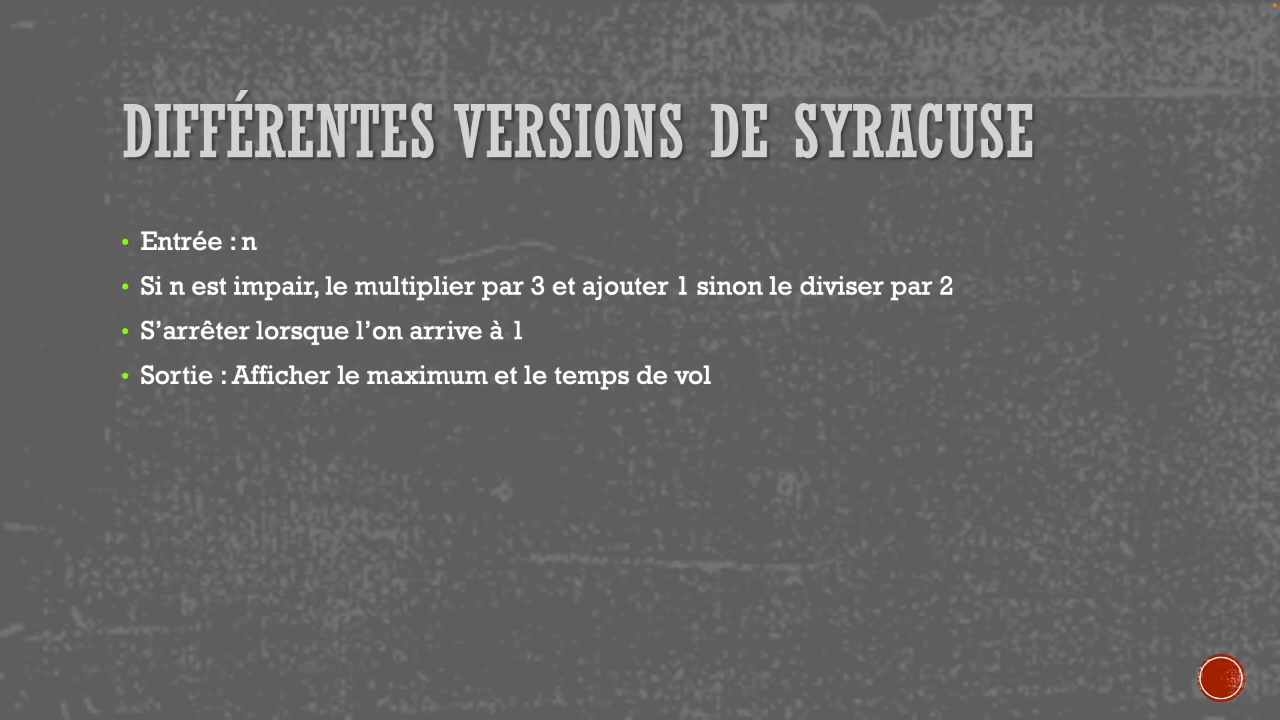 DIFFÉRENTES VERSIONS DE SYRACUSE
• Entrée : n
• Si n est impair, le multiplier par 3 et ajouter 1 sinon le diviser par 2
• S’arrêter lorsque l’on arrive à 1
• Sortie : Afficher le maximum et le temps de vol